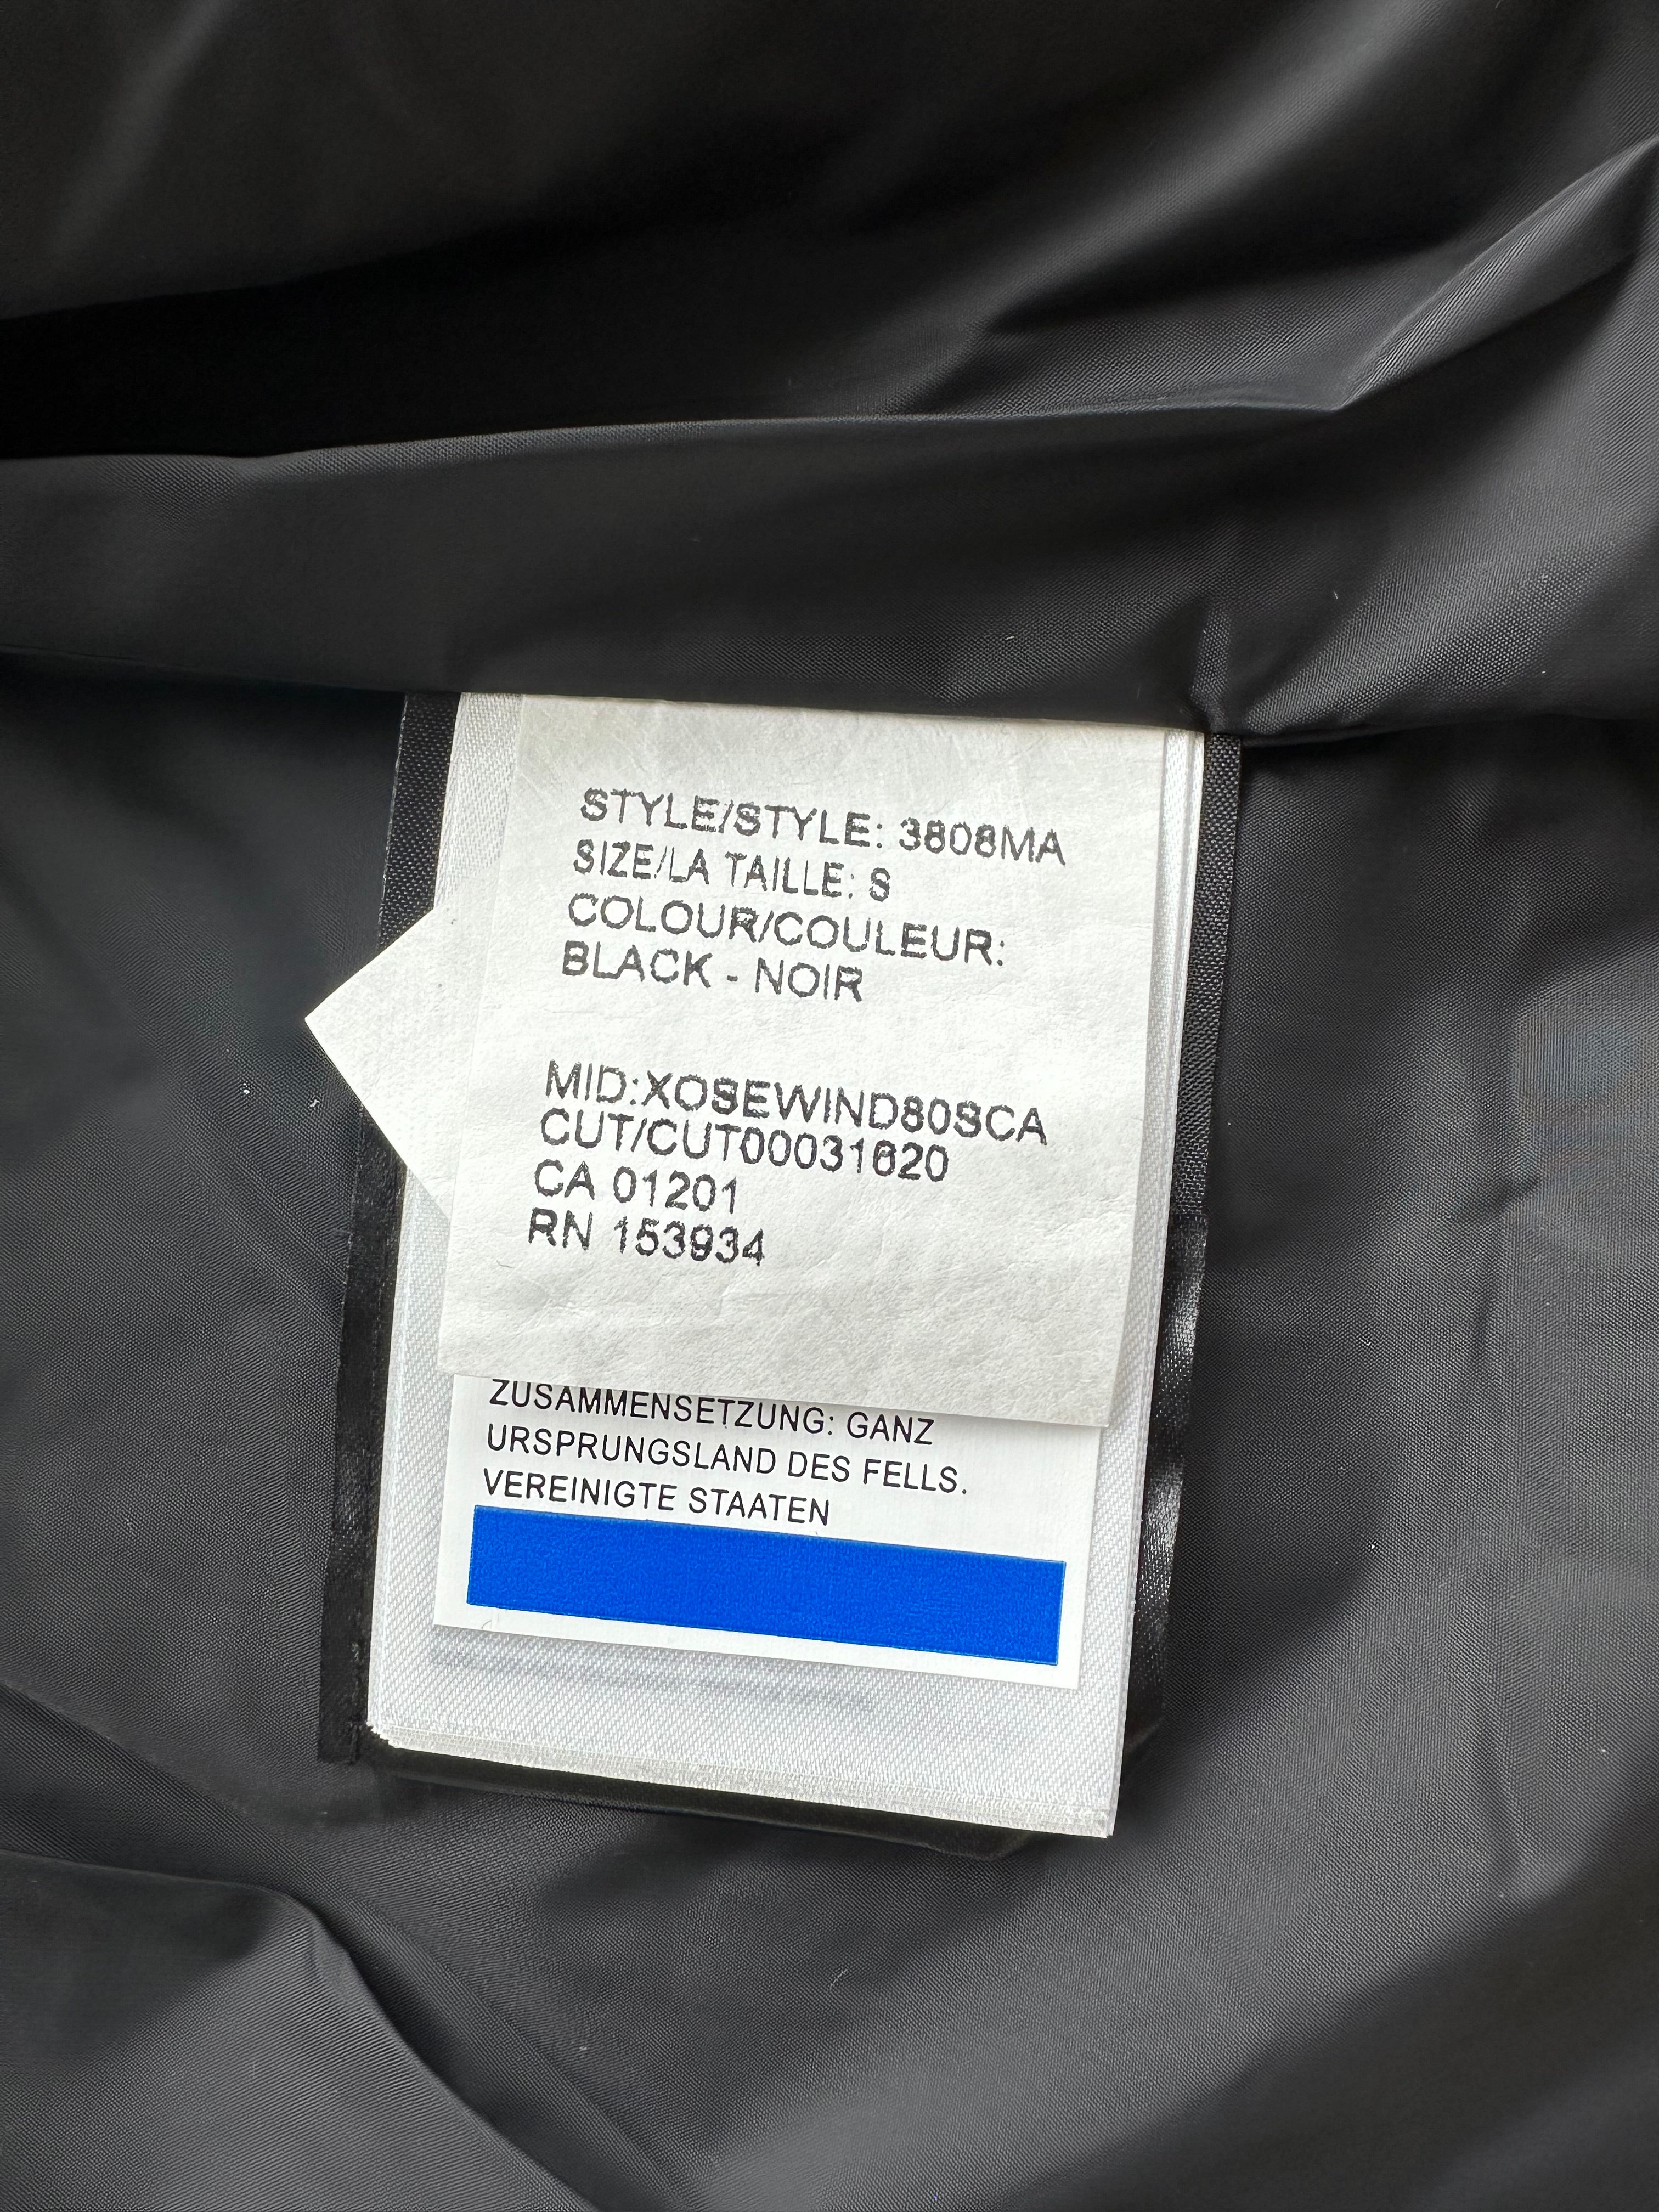 STYLE/STYLE: 3808MA
SIZE/LA TAILLE: S
COLOUR/COULEUR:
BLACK - NOIR
MID:XOSEWIND80SCA
CUT/CUT00031620
CA 01201
RN 153934
ZUSAMMENSETZUNG: GANZ
URSPRUNGSLAND DES FELLS.
VEREINIGTE STAATEN